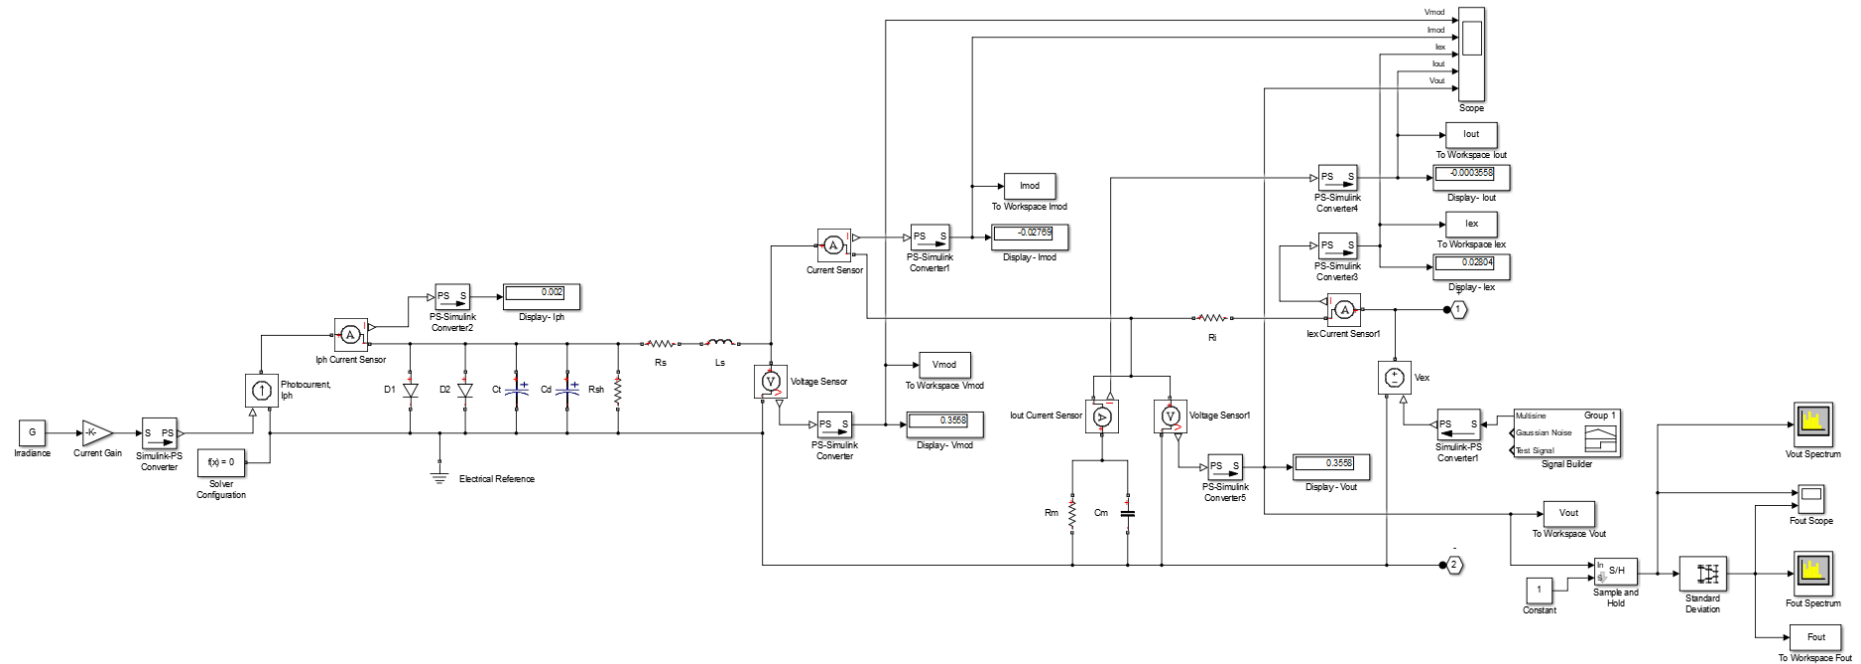 Vmod
Imod
Iex
Iout
Vout
Scope
Iout
To Workspace Iout
PS S
-0.0003558
PS-Simulink
Converter4
Display- Iout
Imod
To Workspace Imod
Iex
To Workspace Iex
A
I
Current Sensor
PS S
PS-Simulink
Converter1
-0.02769
Display - Imod
PS S
PS-Simulink
Converter3
0.02804
Display - Iex
PS S
PS-Simulink
Converter2
0.002
Display- Iph
A
I
Iph Current Sensor
A
I
Iex Current Sensor1
+
1
Ri
Rs
Ls
Vmod
To Workspace Vmod
Photocurrent,
Iph
D1
D2
Ct
Cd
Rsh
V
Voltage Sensor
Vex
Iout Current Sensor
A
V
Voltage Sensor1
G
Irradiance
-K-
Current Gain
S PS
Simulink-PS
Converter
PS S
PS-Simulink
Converter
0.3558
Display- Vmod
PS S
Simulink-PS
Converter1
Multisine
Group 1
Gaussian Noise
Test Signal
Signal Builder
Vout Spectrum
f(x) = 0
Solver
Configuration
Electrical Reference
PS S
PS-Simulink
Converter5
0.3558
Display - Vout
Rm
Cm
Vout
To Workspace Vout
Fout Scope
-
2
In
S
S/H
Sample and
Hold
1
Constant
Standard
Deviation
Fout Spectrum
Fout
To Workspace Fout